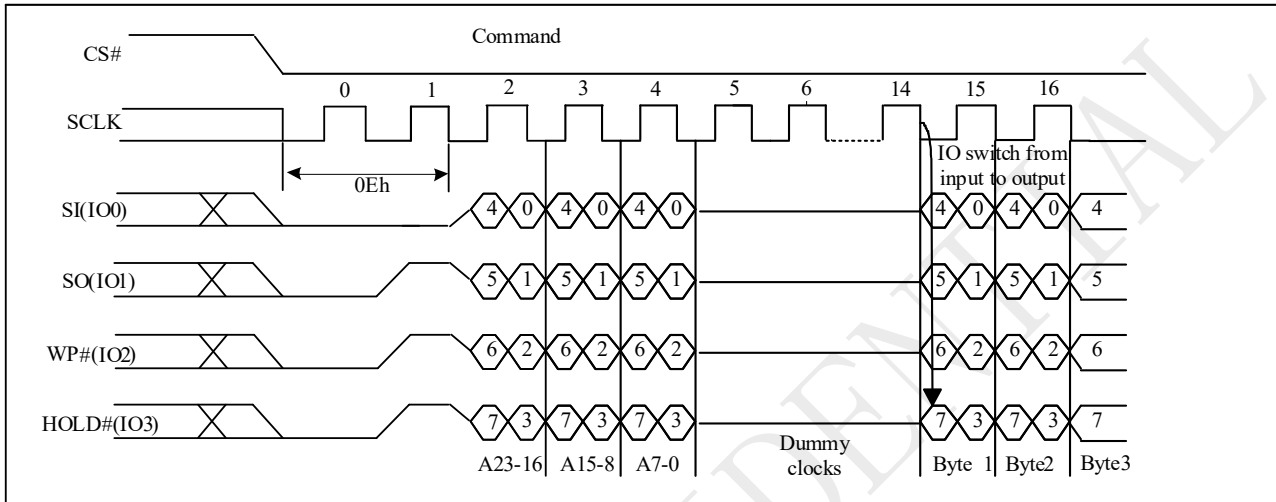 Command
CS#
0 1 2 3 4 5 6 14 15 16
SCLK
IO switch from
input to output
0Eh
SI(IO0) 4 0 4 0 4 0 4 0 4 0 4
SO(IO1) 5 1 5 1 5 1 5 1 5 1 5
WP#(IO2) 6 2 6 2 6 2 6 2 6 2 6
HOLD#(IO3) 7 3 7 3 7 3 7 3 7 3 7
Dummy
clocks
A23-16 A15-8 A7-0 Byte 1 Byte2 Byte3